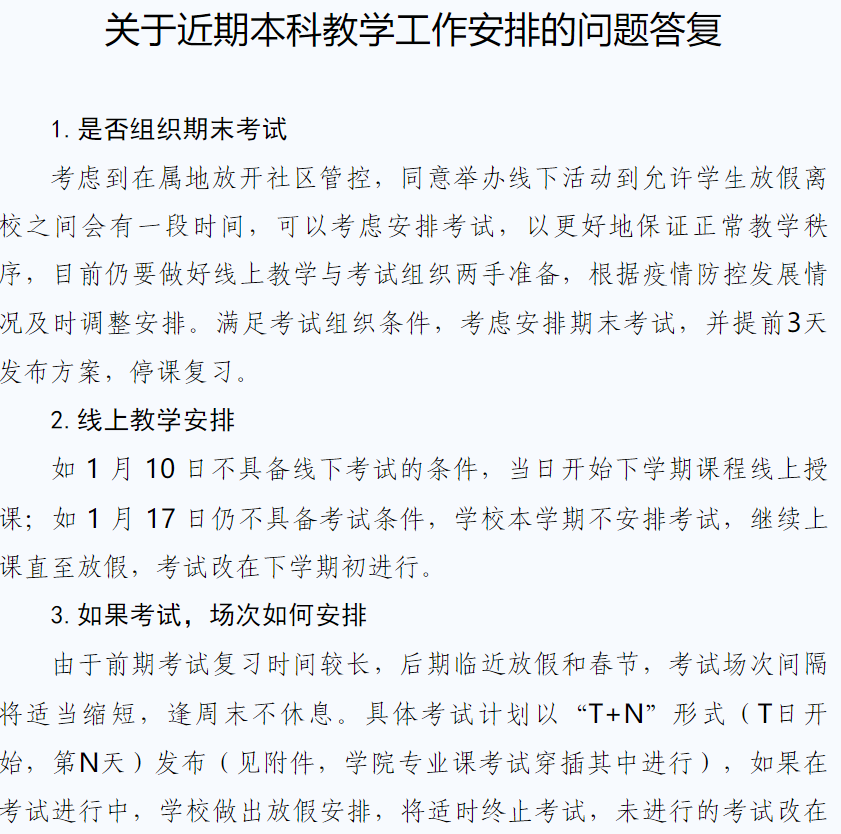 关于近期本科教学工作安排的问题答复
1.是否组织期末考试
考虑到在属地放开社区管控，同意举办线下活动到允许学生放假离
校之间会有一段时间，可以考虑安排考试，以更好地保证正常教学秩
序，目前仍要做好线上教学与考试组织两手准备，根据疫情防控发展情
况及时调整安排。满足考试组织条件，考虑安排期末考试，并提前3天
发布方案，停课复习。
2.线上教学安排
如 1 月 10 日不具备线下考试的条件，当日开始下学期课程线上授
课；如 1 月 17 日仍不具备考试条件，学校本学期不安排考试，继续上
课直至放假，考试改在下学期初进行。
3.如果考试，场次如何安排
由于前期考试复习时间较长，后期临近放假和春节，考试场次间隔
将适当缩短，逢周末不休息。具体考试计划以“T+N”形式（T日开
始，第N天）发布（见附件，学院专业课考试穿插其中进行），如果在
考试进行中，学校做出放假安排，将适时终止考试，未进行的考试改在